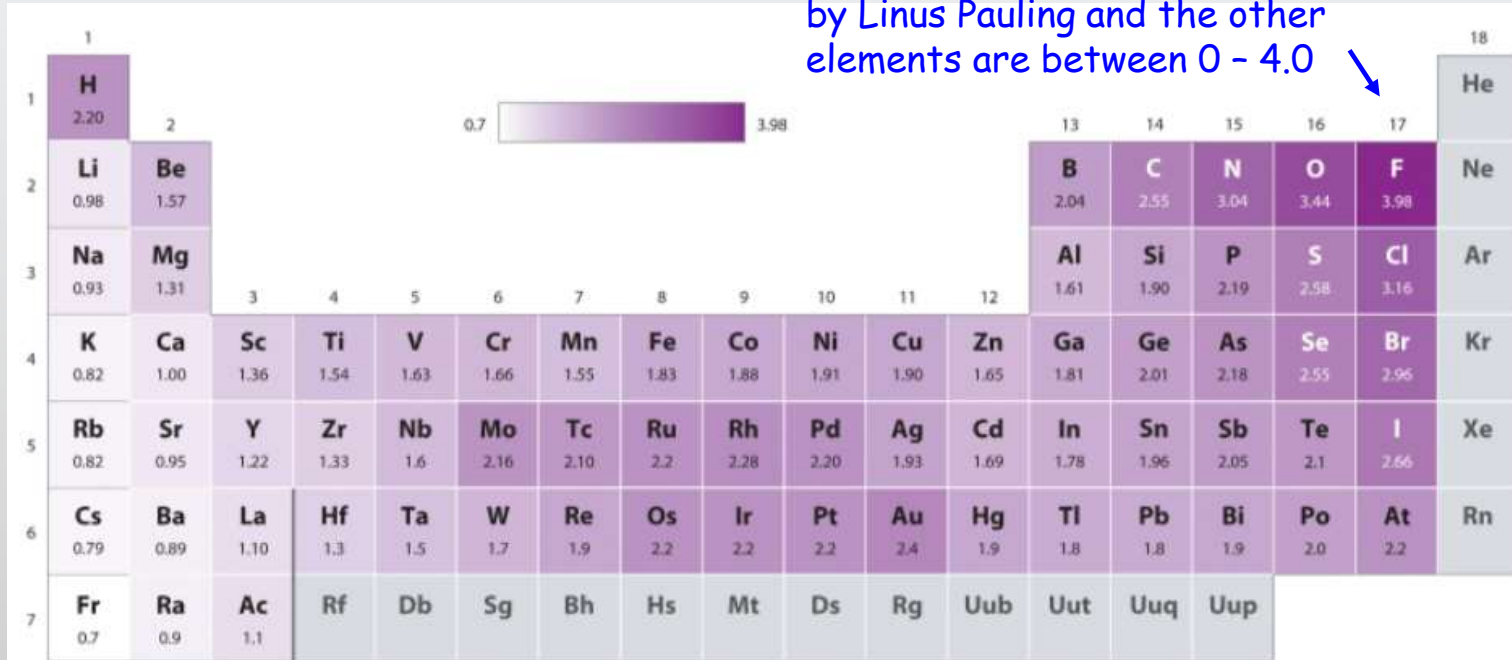 by Linus Pauling and the other
elements are between 0 – 4.0
1
18
1
H
2.20
He
2
0.7
3.98
13 14 15 16 17
2
Li Be B C N O F Ne
0.98 1.57 2.04 2.55 3.04 3.44 3.98
3
Na Mg Al Si P S Cl Ar
0.93 1.31 1.61 1.90 2.19 2.58 3.16
3 4 5 6 7 8 9 10 11 12
4
K Ca Sc Ti V Cr Mn Fe Co Ni Cu Zn Ga Ge As Se Br Kr
0.82 1.00 1.36 1.54 1.63 1.66 1.55 1.83 1.88 1.91 1.90 1.65 1.81 2.01 2.18 2.55 2.96
5
Rb Sr Y Zr Nb Mo Tc Ru Rh Pd Ag Cd In Sn Sb Te I Xe
0.82 0.95 1.22 1.33 1.6 2.16 2.10 2.2 2.28 2.20 1.93 1.69 1.78 1.96 2.05 2.1 2.66
6
Cs Ba La Hf Ta W Re Os Ir Pt Au Hg Tl Pb Bi Po At Rn
0.79 0.89 1.10 1.3 1.5 1.7 1.9 2.2 2.2 2.2 2.4 1.9 1.8 1.8 1.9 2.0 2.2
7
Fr Ra Ac Rf Db Sg Bh Hs Mt Ds Rg Uub Uut Uuq Uup
0.7 0.9 1.1